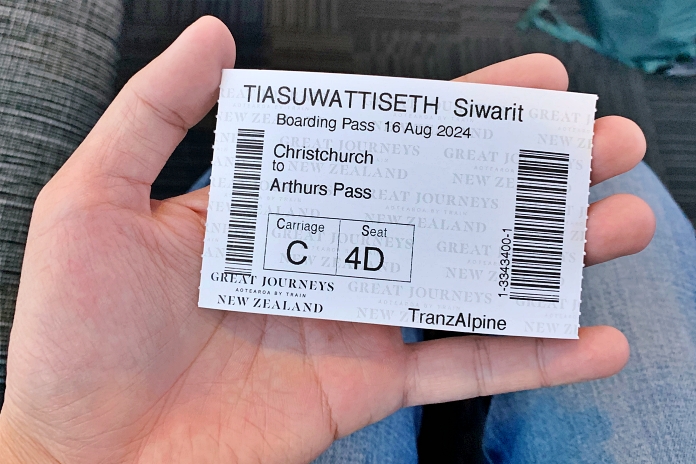 TIASUWATTISETH Siwarit
Boarding Pass 16 Aug 2024
Christchurch
to
Arthurs Pass
Carriage Seat
C 4D
GREAT JOURNEYS
AOTEAROA BY TRAIN
NEW ZEALAND
TranzAlpine
1-3343400-1